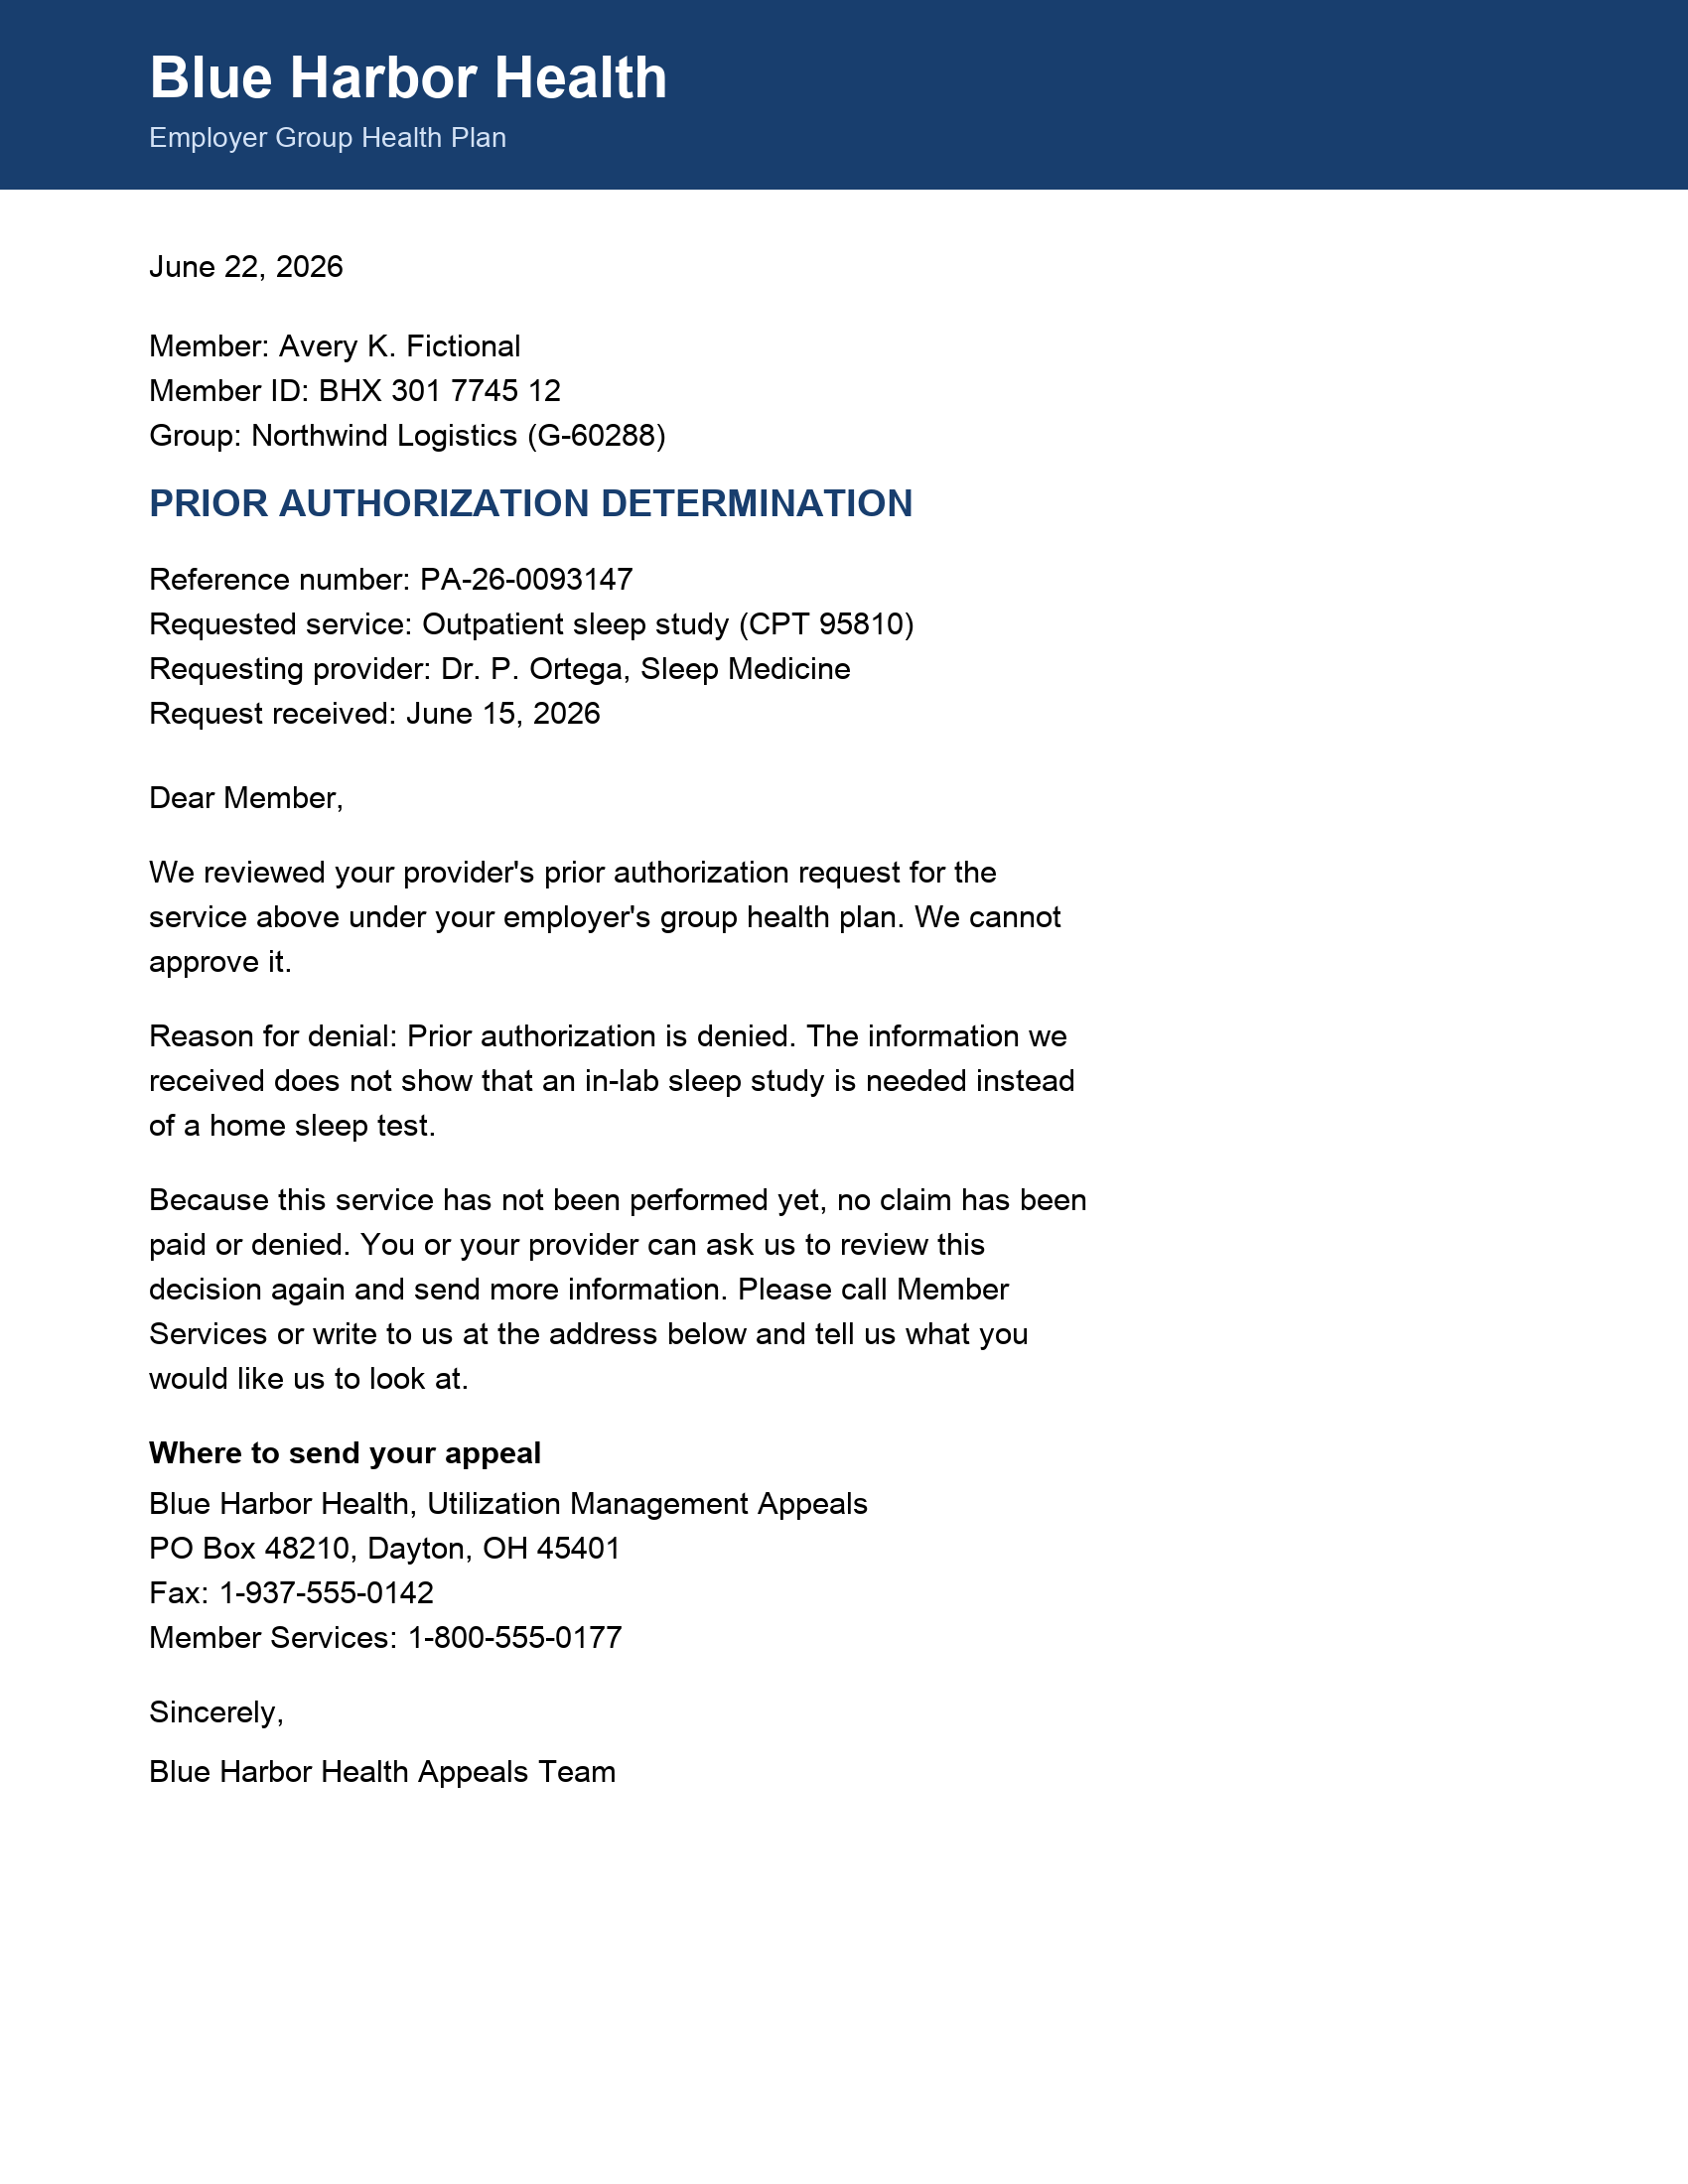 Blue Harbor Health
Employer Group Health Plan
June 22, 2026
Member: Avery K. Fictional
Member ID: BHX 301 7745 12
Group: Northwind Logistics (G-60288)
PRIOR AUTHORIZATION DETERMINATION
Reference number: PA-26-0093147
Requested service: Outpatient sleep study (CPT 95810)
Requesting provider: Dr. P. Ortega, Sleep Medicine
Request received: June 15, 2026
Dear Member,
We reviewed your provider's prior authorization request for the
service above under your employer's group health plan. We cannot
approve it.
Reason for denial: Prior authorization is denied. The information we
received does not show that an in-lab sleep study is needed instead
of a home sleep test.
Because this service has not been performed yet, no claim has been
paid or denied. You or your provider can ask us to review this
decision again and send more information. Please call Member
Services or write to us at the address below and tell us what you
would like us to look at.
Where to send your appeal
Blue Harbor Health, Utilization Management Appeals
PO Box 48210, Dayton, OH 45401
Fax: 1-937-555-0142
Member Services: 1-800-555-0177
Sincerely,
Blue Harbor Health Appeals Team